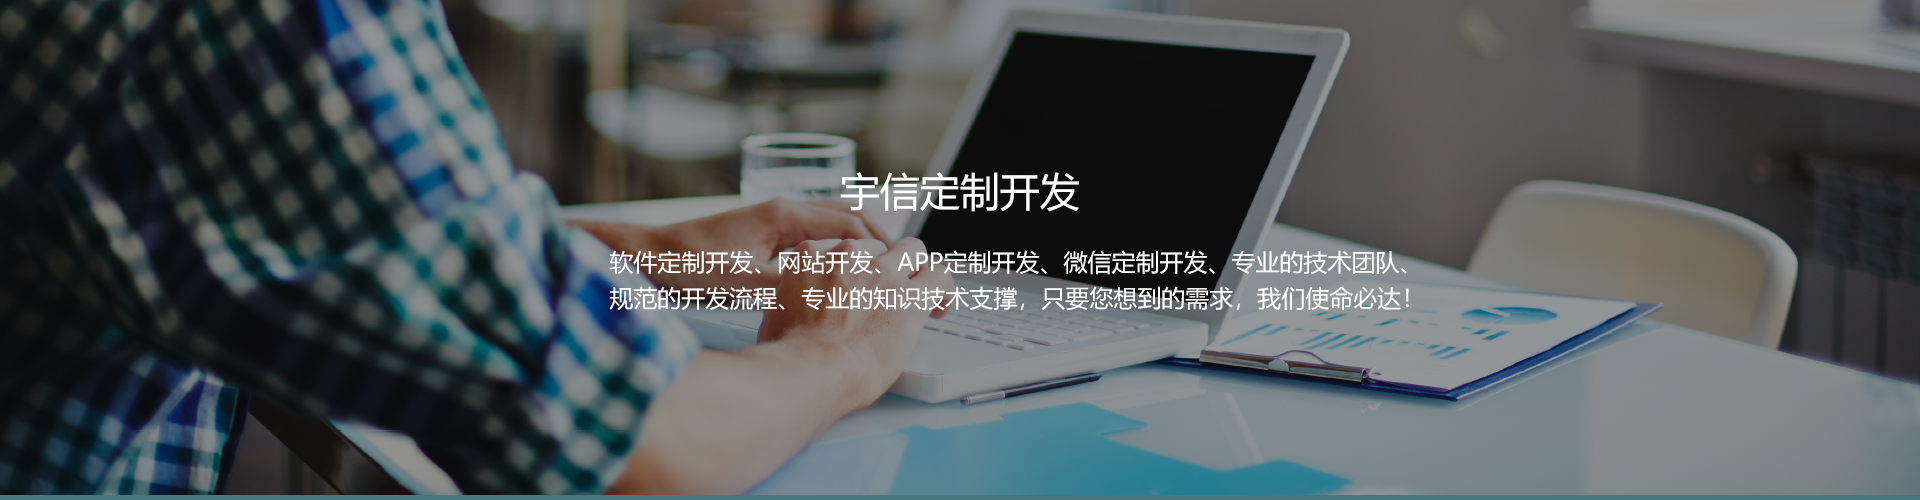 宇信定制开发
软件定制开发、网站开发、APP定制开发、微信定制开发、专业的技术团队、
规范的开发流程、专业的知识技术支撑，只要您想到的需求，我们使命必达！